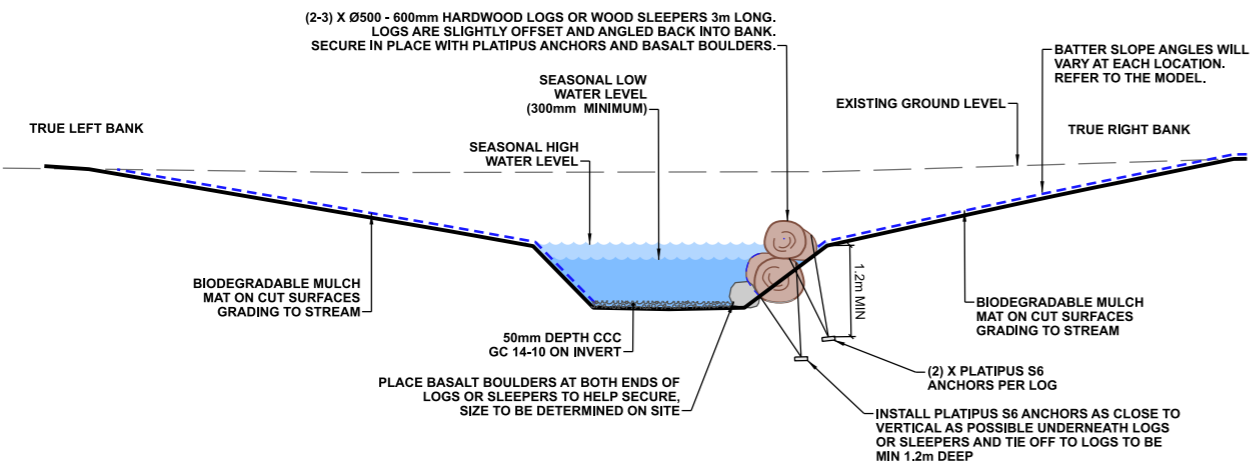 (2-3) X Ø500 - 600mm HARDWOOD LOGS OR WOOD SLEEPERS 3m LONG.
LOGS ARE SLIGHTLY OFFSET AND ANGLED BACK INTO BANK.
SECURE IN PLACE WITH PLATIPUS ANCHORS AND BASALT BOULDERS.
BATTER SLOPE ANGLES WILL
VARY AT EACH LOCATION.
REFER TO THE MODEL.
SEASONAL LOW
WATER LEVEL
(300mm MINIMUM)
EXISTING GROUND LEVEL
TRUE LEFT BANK
TRUE RIGHT BANK
SEASONAL HIGH
WATER LEVEL
1.2m MIN
BIODEGRADABLE MULCH
MAT ON CUT SURFACES
GRADING TO STREAM
BIODEGRADABLE MULCH
MAT ON CUT SURFACES
GRADING TO STREAM
50mm DEPTH CCC
GC 14-10 ON INVERT
(2) X PLATIPUS S6
ANCHORS PER LOG
PLACE BASALT BOULDERS AT BOTH ENDS OF
LOGS OR SLEEPERS TO HELP SECURE,
SIZE TO BE DETERMINED ON SITE
INSTALL PLATIPUS S6 ANCHORS AS CLOSE TO
VERTICAL AS POSSIBLE UNDERNEATH LOGS
OR SLEEPERS AND TIE OFF TO LOGS TO BE
MIN 1.2m DEEP